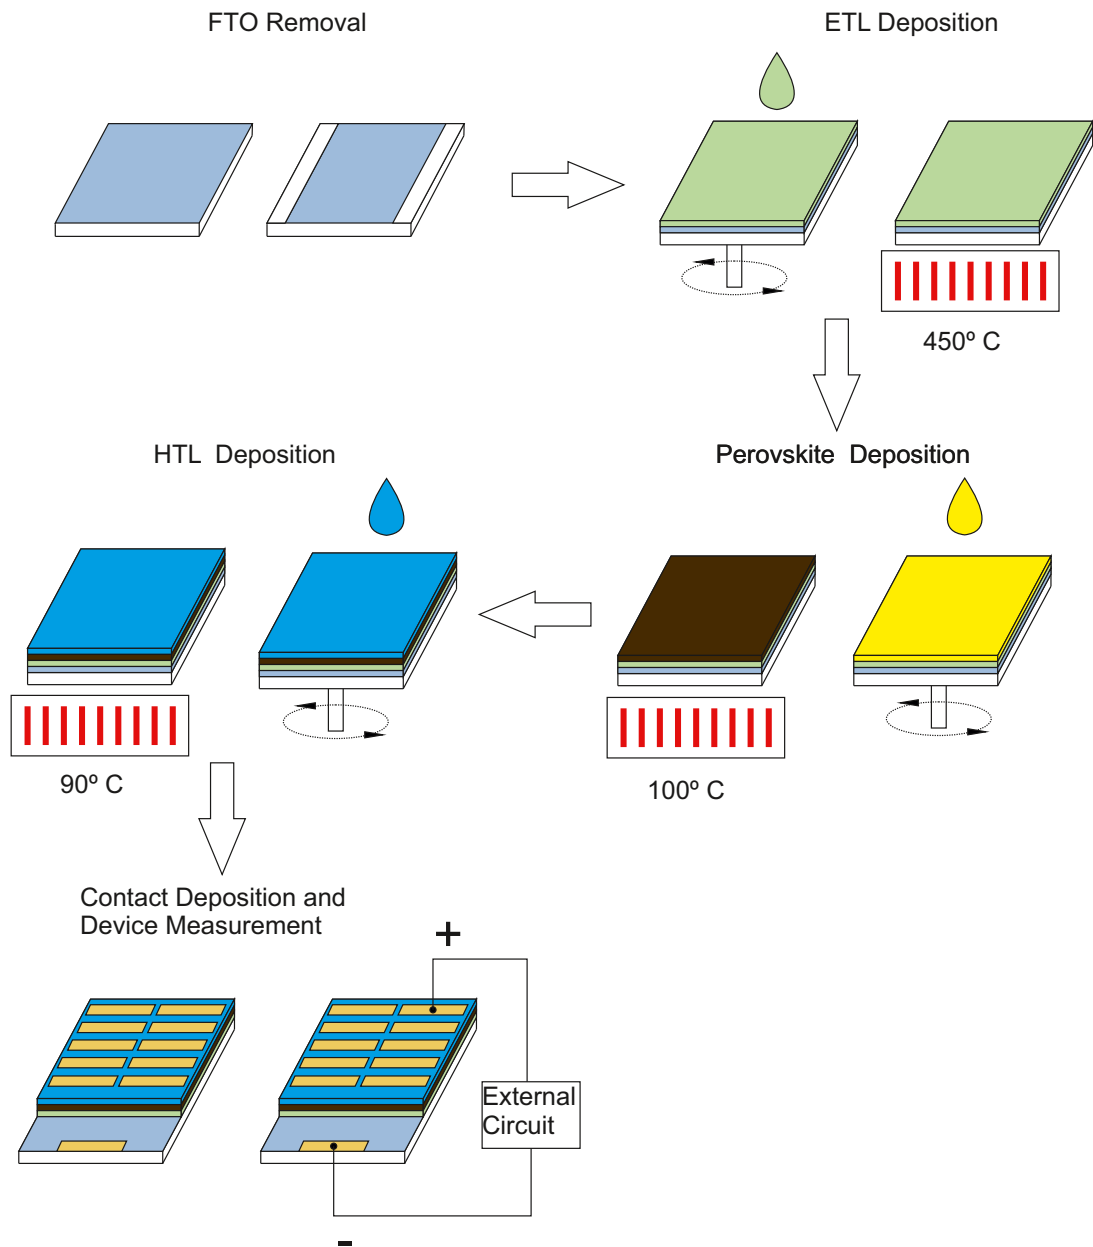 FTO Removal
ETL Deposition
450º C
Perovskite Deposition
100º C
HTL Deposition
90º C
Contact Deposition and
Device Measurement
+
External
Circuit
-